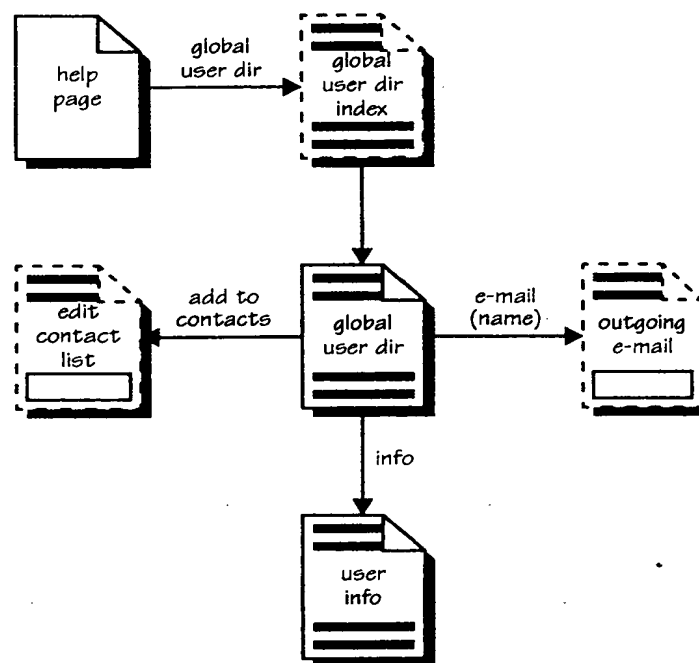 help
page
global
user dir
global
user dir
index
edit
contact
list
add to
contacts
global
user dir
e-mail
(name)
outgoing
e-mail
info
user
info